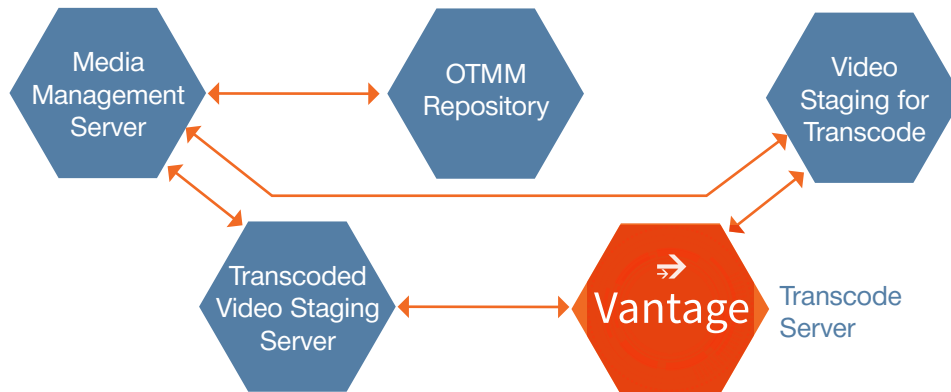 Media
Management
Server
OTMM
Repository
Video
Staging for
Transcode
Transcoded
Video Staging
Server
Vantage
Transcode
Server